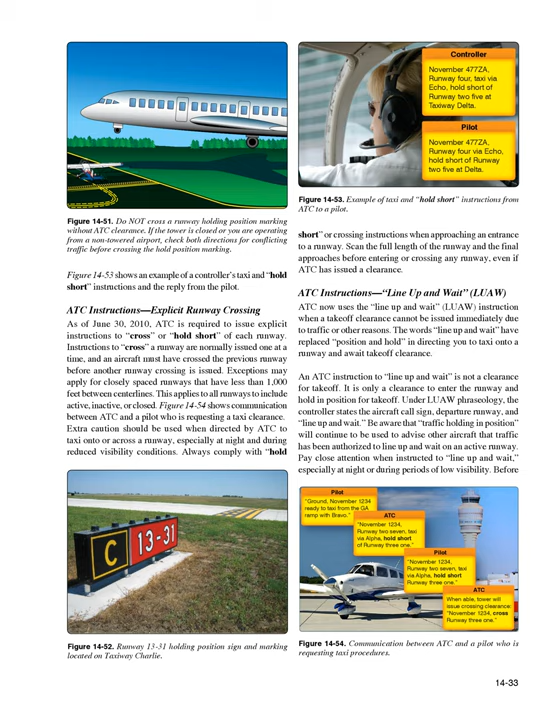 Controller
November 477ZA,
Runway four, taxi via
Echo, hold short of
Runway two five at
Taxiway Delta.
Pilot
November 477ZA,
Runway four via Echo,
hold short of Runway
two five at Delta.
Figure 14-51. Do NOT cross a runway holding position marking
without ATC clearance. If the tower is closed or you are operating
from a non-towered airport, check both directions for conflicting
traffic before crossing the hold position marking.
Figure 14-53 shows an example of a controller's taxi and “hold
short” instructions and the reply from the pilot.
ATC Instructions—Explicit Runway Crossing
As of June 30, 2010, ATC is required to issue explicit
instructions to “cross” or “hold short” of each runway.
Instructions to “cross” a runway are normally issued one at a
time, and an aircraft must have crossed the previous runway
before another runway crossing is issued. Exceptions may
apply for closely spaced runways that have less than 1,000
feet between centerlines. This applies to all runways to include
active, inactive, or closed. Figure 14-54 shows communication
between ATC and a pilot who is requesting a taxi clearance.
Extra caution should be used when directed by ATC to
taxi onto or across a runway, especially at night and during
reduced visibility conditions. Always comply with “hold
C
13-31
Figure 14-52. Runway 13-31 holding position sign and marking
located on Taxiway Charlie.
Figure 14-53. Example of taxi and “hold short” instructions from
ATC to a pilot.
short” or crossing instructions when approaching an entrance
to a runway. Scan the full length of the runway and the final
approaches before entering or crossing any runway, even if
ATC has issued a clearance.
ATC Instructions—“Line Up and Wait” (LUAW)
ATC now uses the “line up and wait” (LUAW) instruction
when a takeoff clearance cannot be issued immediately due
to traffic or other reasons. The words “line up and wait” have
replaced “position and hold” in directing you to taxi onto a
runway and await takeoff clearance.
An ATC instruction to “line up and wait” is not a clearance
for takeoff. It is only a clearance to enter the runway and
hold in position for takeoff. Under LUAW phraseology, the
controller states the aircraft call sign, departure runway, and
“line up and wait.” Be aware that “traffic holding in position”
will continue to be used to advise other aircraft that traffic
has been authorized to line up and wait on an active runway.
Pay close attention when instructed to “line up and wait,”
especially at night or during periods of low visibility. Before
Pilot
“Ground, November 1234
ready to taxi from the GA
ramp with Bravo.”
ATC
“November 1234,
Runway two seven, taxi
via Alpha, hold short
of Runway three one.”
Pilot
“November 1234,
Runway two seven, taxi
via Alpha, hold short
Runway three one.”
ATC
When able, tower will
issue crossing clearance:
“November 1234, cross
Runway three one.”
Figure 14-54. Communication between ATC and a pilot who is
requesting taxi procedures.
14-33